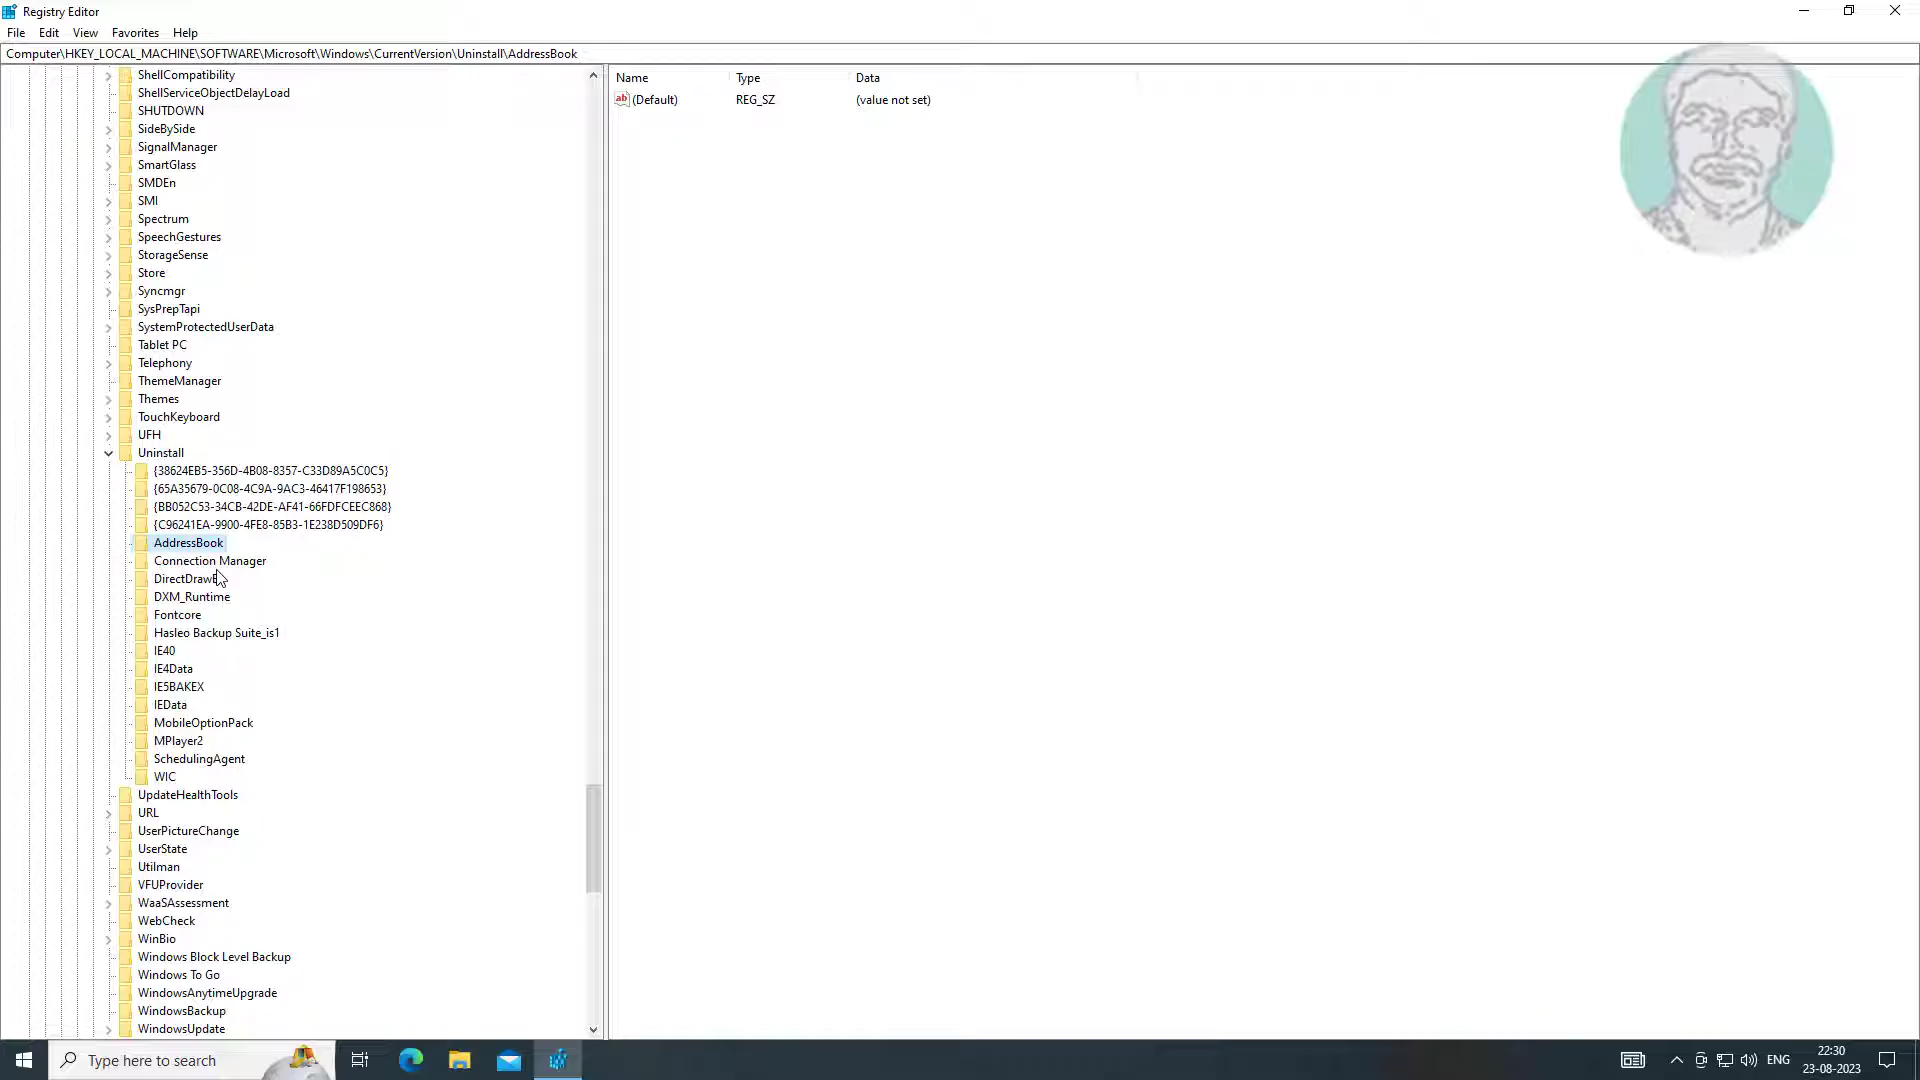 Registry Editor
File Edit View Favorites Help
Computer\HKEY_LOCAL_MACHINE\SOFTWARE\Microsoft\Windows\CurrentVersion\Uninstall\AddressBook
Name Type Data
(Default) REG_SZ (value not set)
ShellCompatibility
ShellServiceObjectDelayLoad
SHUTDOWN
SideBySide
SignalManager
SmartGlass
SMDEn
SMI
Spectrum
SpeechGestures
StorageSense
Store
Syncmgr
SysPrepTapi
SystemProtectedUserData
Tablet PC
Telephony
ThemeManager
Themes
TouchKeyboard
UFH
Uninstall
{38624EB5-356D-4B08-8357-C33D89A5C0C5}
{65A35679-0C08-4C9A-9AC3-46417F198653}
{BB052C53-34CB-42DE-AF41-66FDFCEEC868}
{C96241EA-9900-4FE8-85B3-1E238D509DF6}
AddressBook
Connection Manager
DXM_Runtime
Fontcore
Hasleo Backup Suite_is1
IE40
IE4Data
IE5BAKEX
IEData
MobileOptionPack
MPlayer2
SchedulingAgent
WIC
UpdateHealthTools
URL
UserPictureChange
UserState
Utilman
VFUProvider
WaaSAssessment
WebCheck
WinBio
Windows Block Level Backup
Windows To Go
WindowsAnytimeUpgrade
WindowsBackup
WindowsUpdate
Type here to search
ENG
22:30
23-08-2023